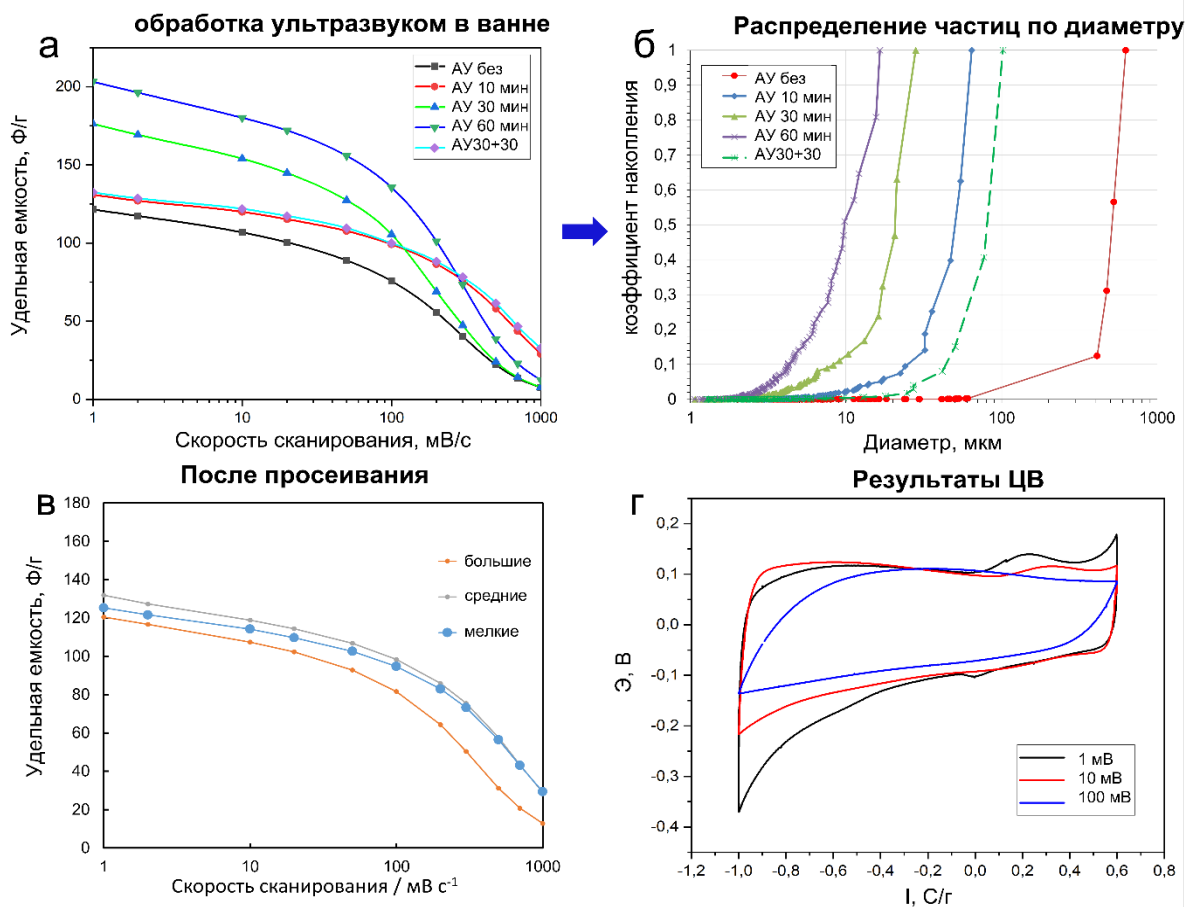 обработка ультразвуком в ванне
а
Удельная емкость, Ф/г
200
150
100
50
0
АУ без
АУ 10 мин
АУ 30 мин
АУ 60 мин
АУ30+30
1
10
100
1000
Скорость сканирования, мВ/с
Распределение частиц по диаметру
б
коэффициент накопления
1
0,9
0,8
0,7
0,6
0,5
0,4
0,3
0,2
0,1
0
АУ без
АУ 10 мин
АУ 30 мин
АУ 60 мин
АУ30+30
1
10
100
1000
Диаметр, мкм
После просеивания
в
Удельная емкость, Ф/г
180
160
140
120
100
80
60
40
20
0
большие
средние
мелкие
1
10
100
1000
Скорость сканирования / мВ с⁻¹
Результаты ЦВ
г
Э, В
0,2
0,1
0,0
-0,1
-0,2
-0,3
-0,4
1 мВ
10 мВ
100 мВ
-1,2 -1,0 -0,8 -0,6 -0,4 -0,2 0,0 0,2 0,4 0,6 0,8
I, С/г